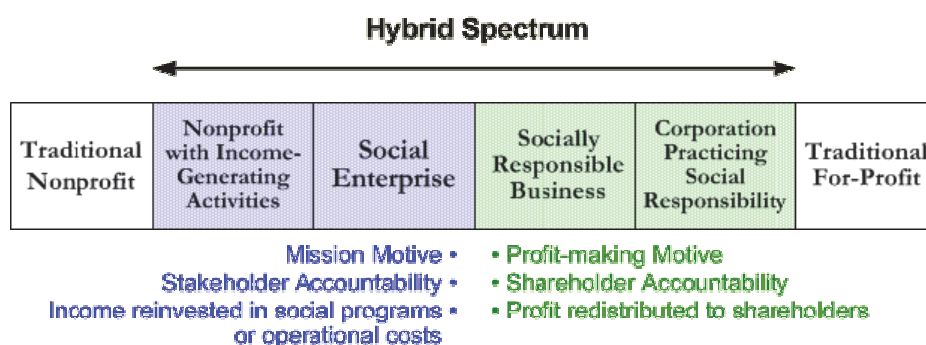 Hybrid Spectrum
Traditional
Nonprofit
Nonprofit
with Income-
Generating
Activities
Social
Enterprise
Socially
Responsible
Business
Corporation
Practicing
Social
Responsibility
Traditional
For-Profit
Mission Motive •
Stakeholder Accountability •
Income reinvested in social programs •
or operational costs
• Profit-making Motive
• Shareholder Accountability
• Profit redistributed to shareholders